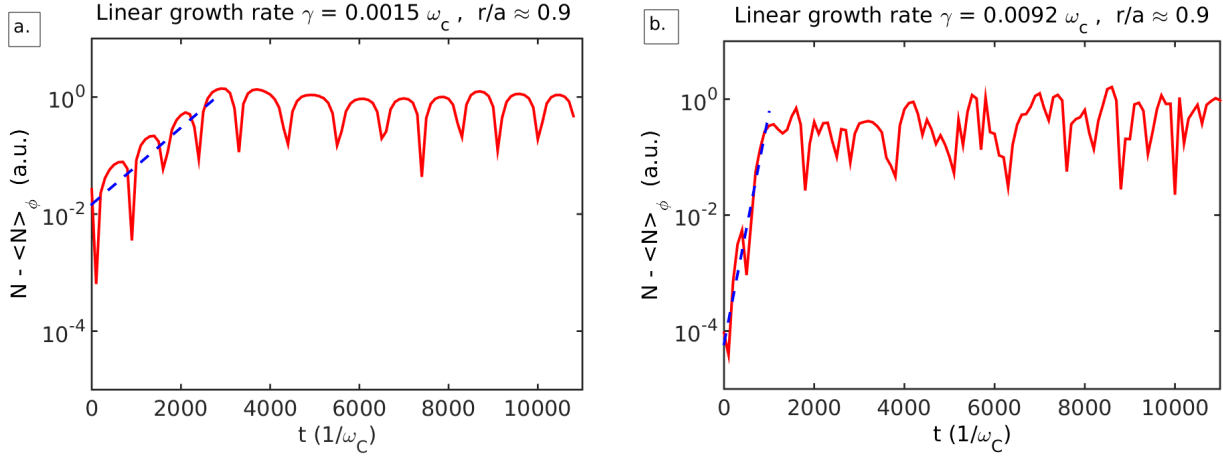 a.
Linear growth rate γ = 0.0015 ω_c , r/a ≈ 0.9
N - <N>_ϕ (a.u.)
10^0
10^-2
10^-4
0 2000 4000 6000 8000 10000
t (1/ω_C)
b.
Linear growth rate γ = 0.0092 ω_c , r/a ≈ 0.9
N - <N>_ϕ (a.u.)
10^0
10^-2
10^-4
0 2000 4000 6000 8000 10000
t (1/ω_C)